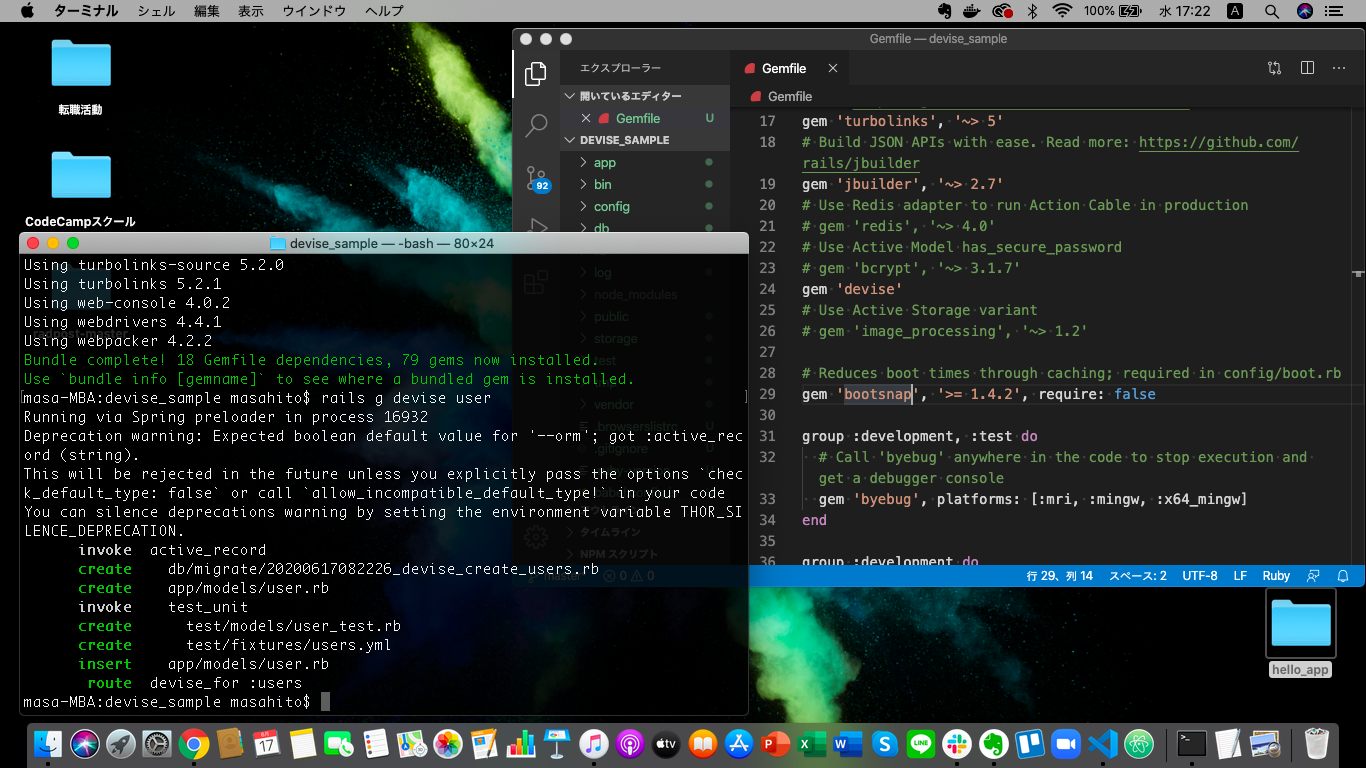 ターミナル シェル 編集 表示 ウインドウ ヘルプ 100% 水 17:22 A
転職活動
CodeCampスクール
Gemfile — devise_sample
エクスプローラー
開いているエディター
Gemfile U
DEVISE_SAMPLE
app
bin
config
db
log
node_modules
public
storage
test
vendor
.browserslistrc
.gitignore
タイムライン
NPM スクリプト
92
Gemfile
Gemfile
17 gem 'turbolinks', '~> 5'
18 # Build JSON APIs with ease. Read more: https://github.com/
rails/jbuilder
19 gem 'jbuilder', '~> 2.7'
20 # Use Redis adapter to run Action Cable in production
21 # gem 'redis', '~> 4.0'
22 # Use Active Model has_secure_password
23 # gem 'bcrypt', '~> 3.1.7'
24 gem 'devise'
25 # Use Active Storage variant
26 # gem 'image_processing', '~> 1.2'
27
28 # Reduces boot times through caching; required in config/boot.rb
29 gem 'bootsnap', '>= 1.4.2', require: false
30
31 group :development, :test do
32 # Call 'byebug' anywhere in the code to stop execution and
get a debugger console
33 gem 'byebug', platforms: [:mri, :mingw, :x64_mingw]
34 end
35
36 group :development do
master* 0 0 行 29、列 14 スペース: 2 UTF-8 LF Ruby
devise_sample — -bash — 80×24
Using turbolinks-source 5.2.0
Using turbolinks 5.2.1
Using web-console 4.0.2
Using webdrivers 4.4.1
Using webpacker 4.2.2
Bundle complete! 18 Gemfile dependencies, 79 gems now installed.
Use `bundle info [gemname]` to see where a bundled gem is installed.
[masa-MBA:devise_sample masahito$ rails g devise user ]
Running via Spring preloader in process 16932
Deprecation warning: Expected boolean default value for '--orm'; got :active_rec
ord (string).
This will be rejected in the future unless you explicitly pass the options `chec
k_default_type: false` or call `allow_incompatible_default_type!` in your code
You can silence deprecations warning by setting the environment variable THOR_SI
LENCE_DEPRECATION.
invoke active_record
create db/migrate/20200617082226_devise_create_users.rb
create app/models/user.rb
invoke test_unit
create test/models/user_test.rb
create test/fixtures/users.yml
insert app/models/user.rb
route devise_for :users
masa-MBA:devise_sample masahito$
radpost-master
hello_app
17
tv
LINE